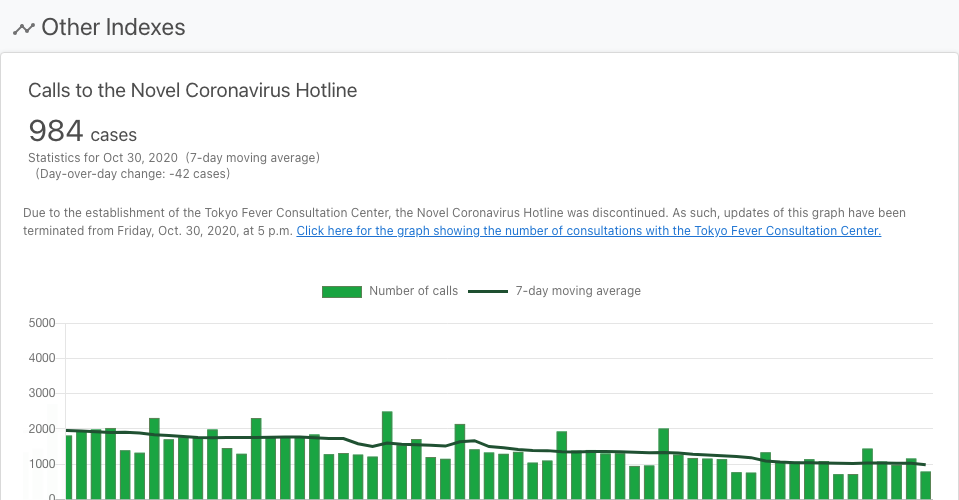 Other Indexes
Calls to the Novel Coronavirus Hotline
984 cases
Statistics for Oct 30, 2020 (7-day moving average)
(Day-over-day change: -42 cases)
Due to the establishment of the Tokyo Fever Consultation Center, the Novel Coronavirus Hotline was discontinued. As such, updates of this graph have been
terminated from Friday, Oct. 30, 2020, at 5 p.m. Click here for the graph showing the number of consultations with the Tokyo Fever Consultation Center.
Number of calls 7-day moving average
5000
4000
3000
2000
1000
0